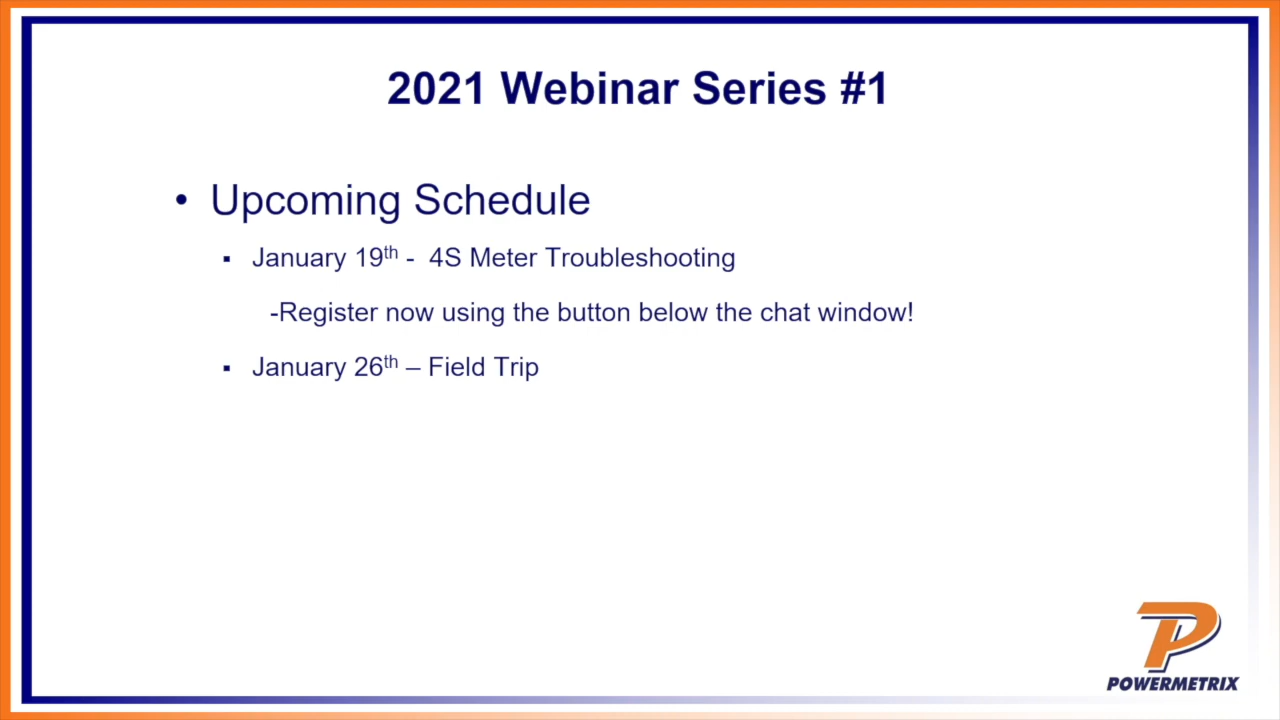 2021 Webinar Series #1
• Upcoming Schedule
▪ January 19th - 4S Meter Troubleshooting
-Register now using the button below the chat window!
▪ January 26th – Field Trip
POWERMETRIX